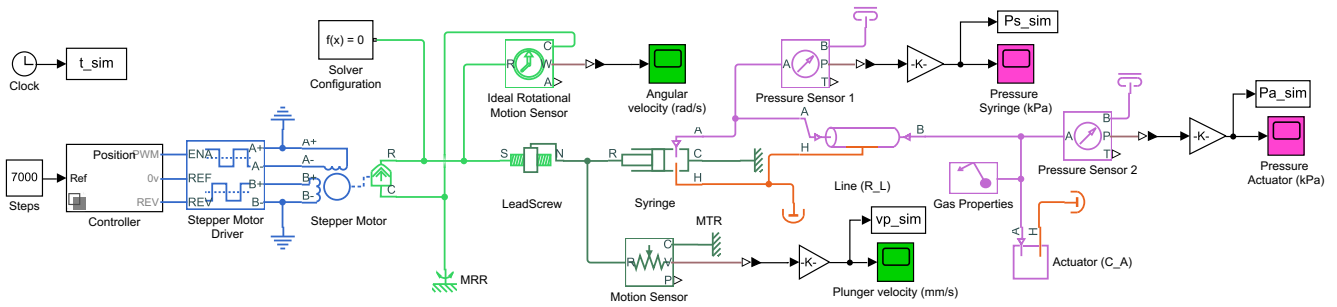 Clock
t_sim
f(x) = 0
Solver
Configuration
R
C
W
A
Ideal Rotational
Motion Sensor
Angular
velocity (rad/s)
A
B
P
T
Pressure Sensor 1
-K-
Ps_sim
Pressure
Syringe (kPa)
A
B
P
T
Pressure Sensor 2
-K-
Pa_sim
Pressure
Actuator (kPa)
7000
Steps
Ref
Position
PWM
0v
REV
Controller
ENA
REF
REV
A+
A-
B+
B-
Stepper Motor
Driver
A+
A-
B+
B-
Stepper Motor
R
C
MRR
S
N
LeadScrew
R
A
C
H
Syringe
A
H
B
Line (R_L)
Gas Properties
A
H
Actuator (C_A)
MTR
R
C
V
P
Motion Sensor
-K-
vp_sim
Plunger velocity (mm/s)